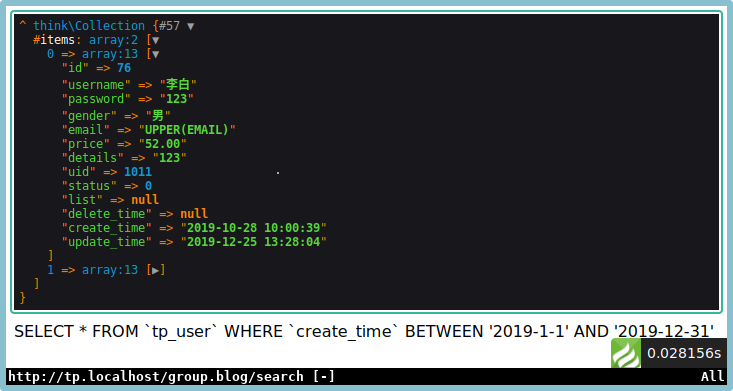 ^ think\Collection {#57 ▼
#items: array:2 [▼
0 => array:13 [▼
"id" => 76
"username" => "李白"
"password" => "123"
"gender" => "男"
"email" => "UPPER(EMAIL)"
"price" => "52.00"
"details" => "123"
"uid" => 1011
"status" => 0
"list" => null
"delete_time" => null
"create_time" => "2019-10-28 10:00:39"
"update_time" => "2019-12-25 13:28:04"
]
1 => array:13 [▶]
]
}
SELECT * FROM `tp_user` WHERE `create_time` BETWEEN '2019-1-1' AND '2019-12-31'
0.028156s
http://tp.localhost/group.blog/search [-] All